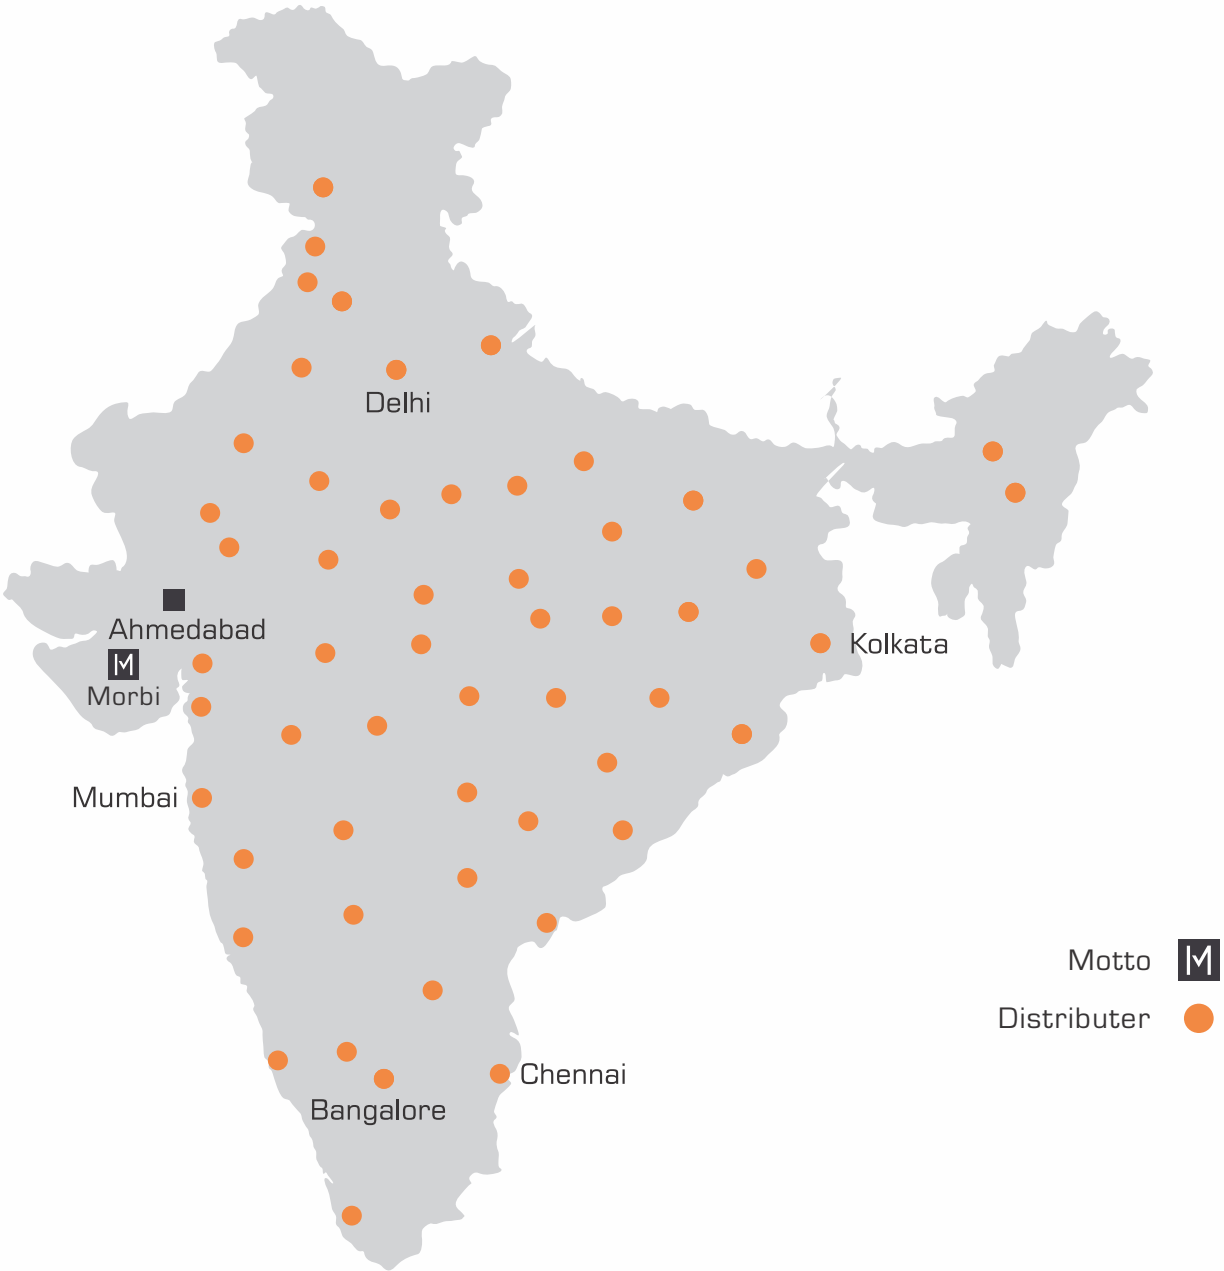 Delhi
Ahmedabad
Morbi
Kolkata
Mumbai
Motto
Distributer
Chennai
Bangalore